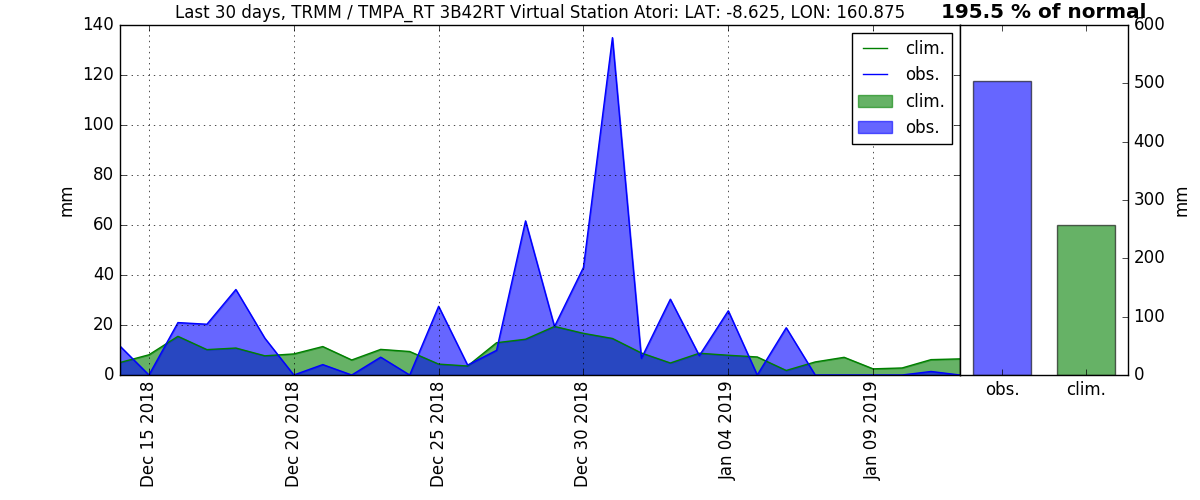 Last 30 days, TRMM / TMPA_RT 3B42RT Virtual Station Atori: LAT: -8.625, LON: 160.875
195.5 % of normal
140
120
100
80
60
40
20
0
mm
clim.
obs.
clim.
obs.
Dec 15 2018
Dec 20 2018
Dec 25 2018
Dec 30 2018
Jan 04 2019
Jan 09 2019
600
500
400
300
200
100
0
mm
obs.
clim.